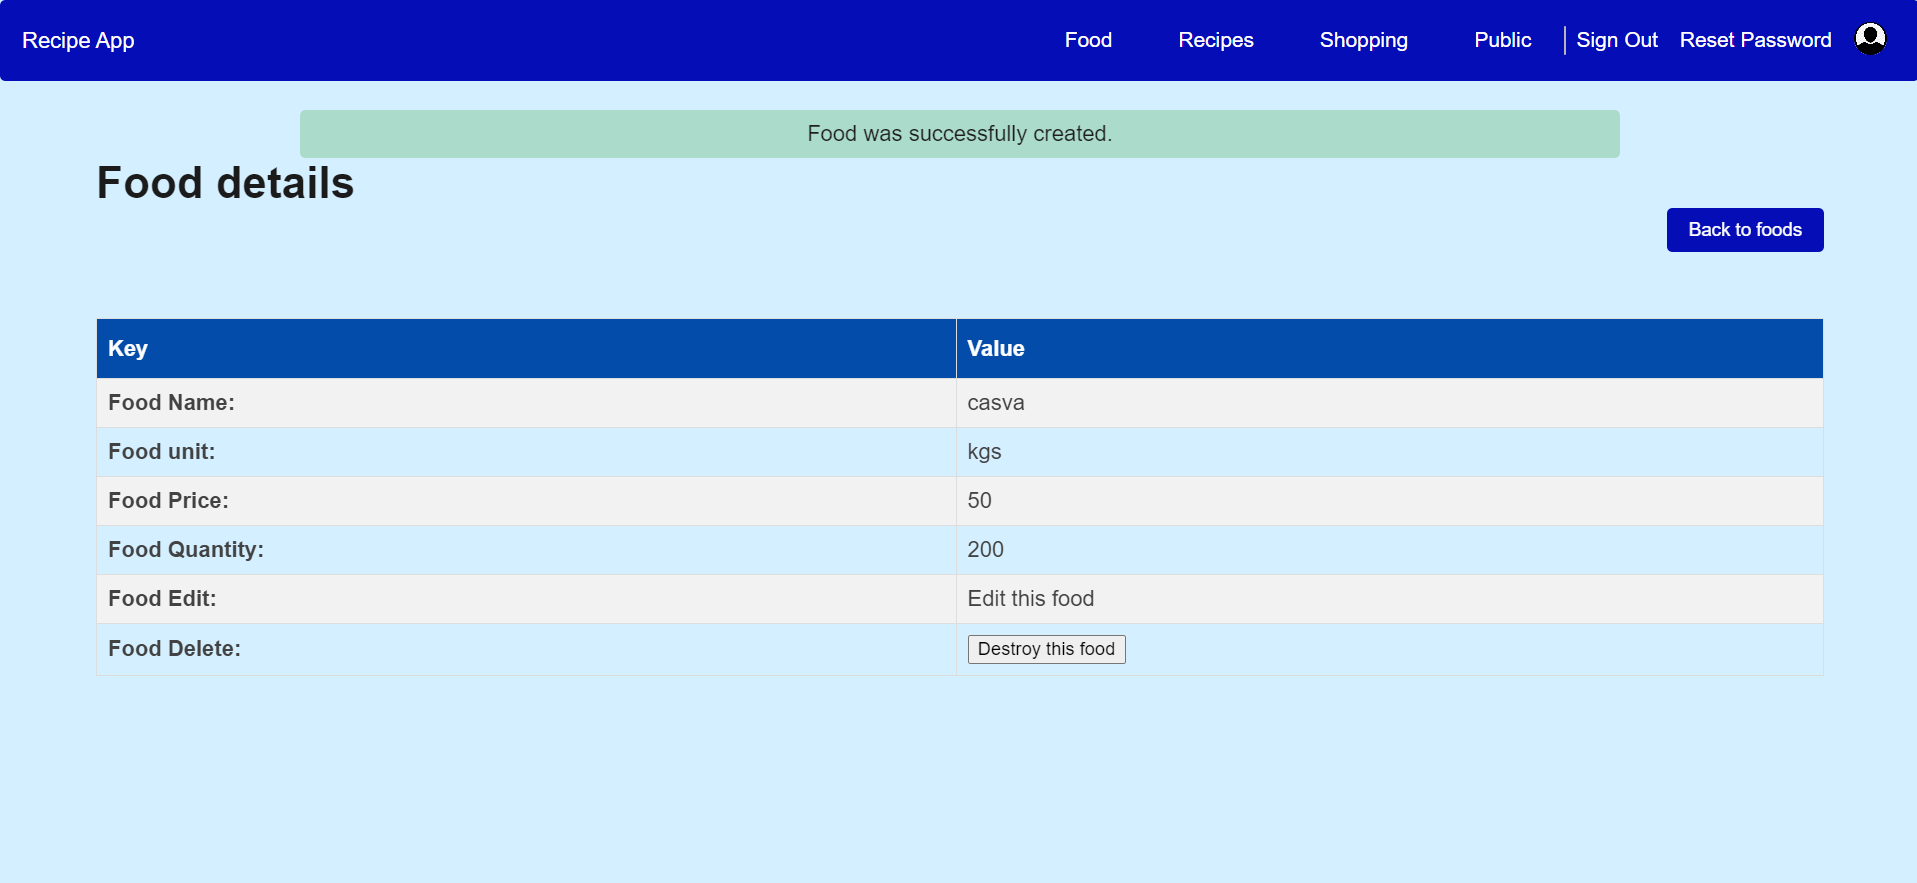 Recipe App Food Recipes Shopping Public Sign Out Reset Password
Food was successfully created.
Food details
Back to foods
Key Value
Food Name: casva
Food unit: kgs
Food Price: 50
Food Quantity: 200
Food Edit: Edit this food
Food Delete: Destroy this food